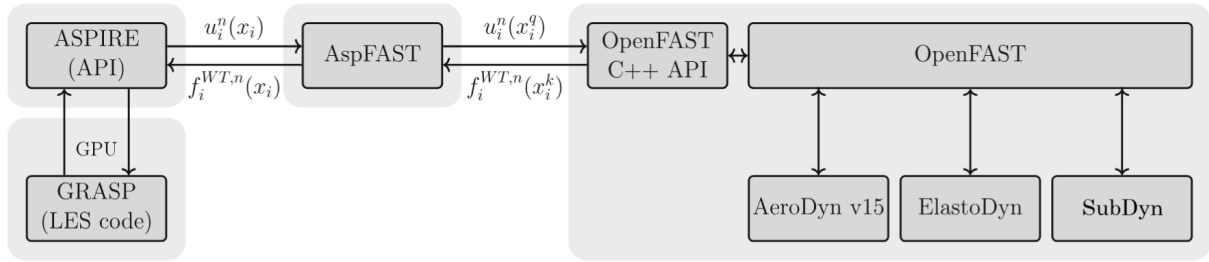 ASPIRE
(API)
u_i^n(x_i)
f_i^{WT,n}(x_i)
AspFAST
u_i^n(x_i^q)
f_i^{WT,n}(x_i^k)
OpenFAST
C++ API
OpenFAST
GPU
GRASP
(LES code)
AeroDyn v15
ElastoDyn
SubDyn